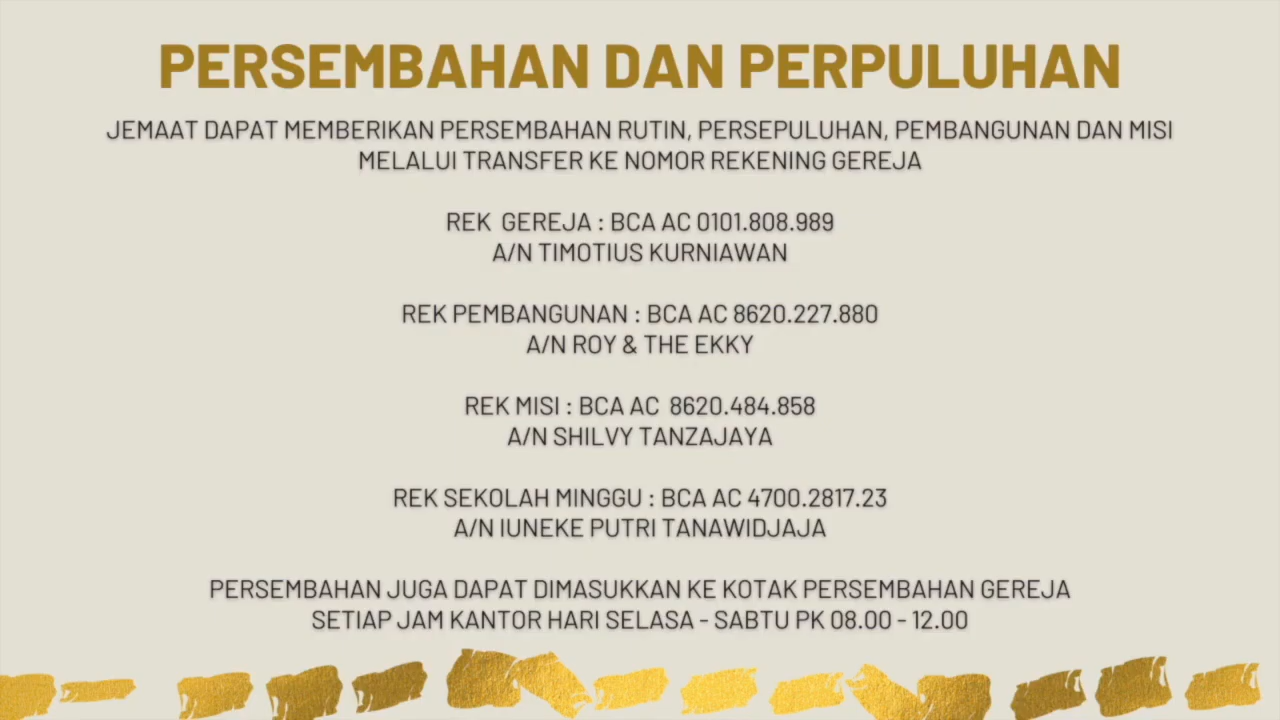 PERSEMBAHAN DAN PERPULUHAN
JEMAAT DAPAT MEMBERIKAN PERSEMBAHAN RUTIN, PERSEPULUHAN, PEMBANGUNAN DAN MISI
MELALUI TRANSFER KE NOMOR REKENING GEREJA
REK GEREJA : BCA AC 0101.808.989
A/N TIMOTIUS KURNIAWAN
REK PEMBANGUNAN : BCA AC 8620.227.880
A/N ROY & THE EKKY
REK MISI : BCA AC 8620.484.858
A/N SHILVY TANZAJAYA
REK SEKOLAH MINGGU : BCA AC 4700.2817.23
A/N IUNEKE PUTRI TANAWIDJAJA
PERSEMBAHAN JUGA DAPAT DIMASUKKAN KE KOTAK PERSEMBAHAN GEREJA
SETIAP JAM KANTOR HARI SELASA - SABTU PK 08.00 - 12.00